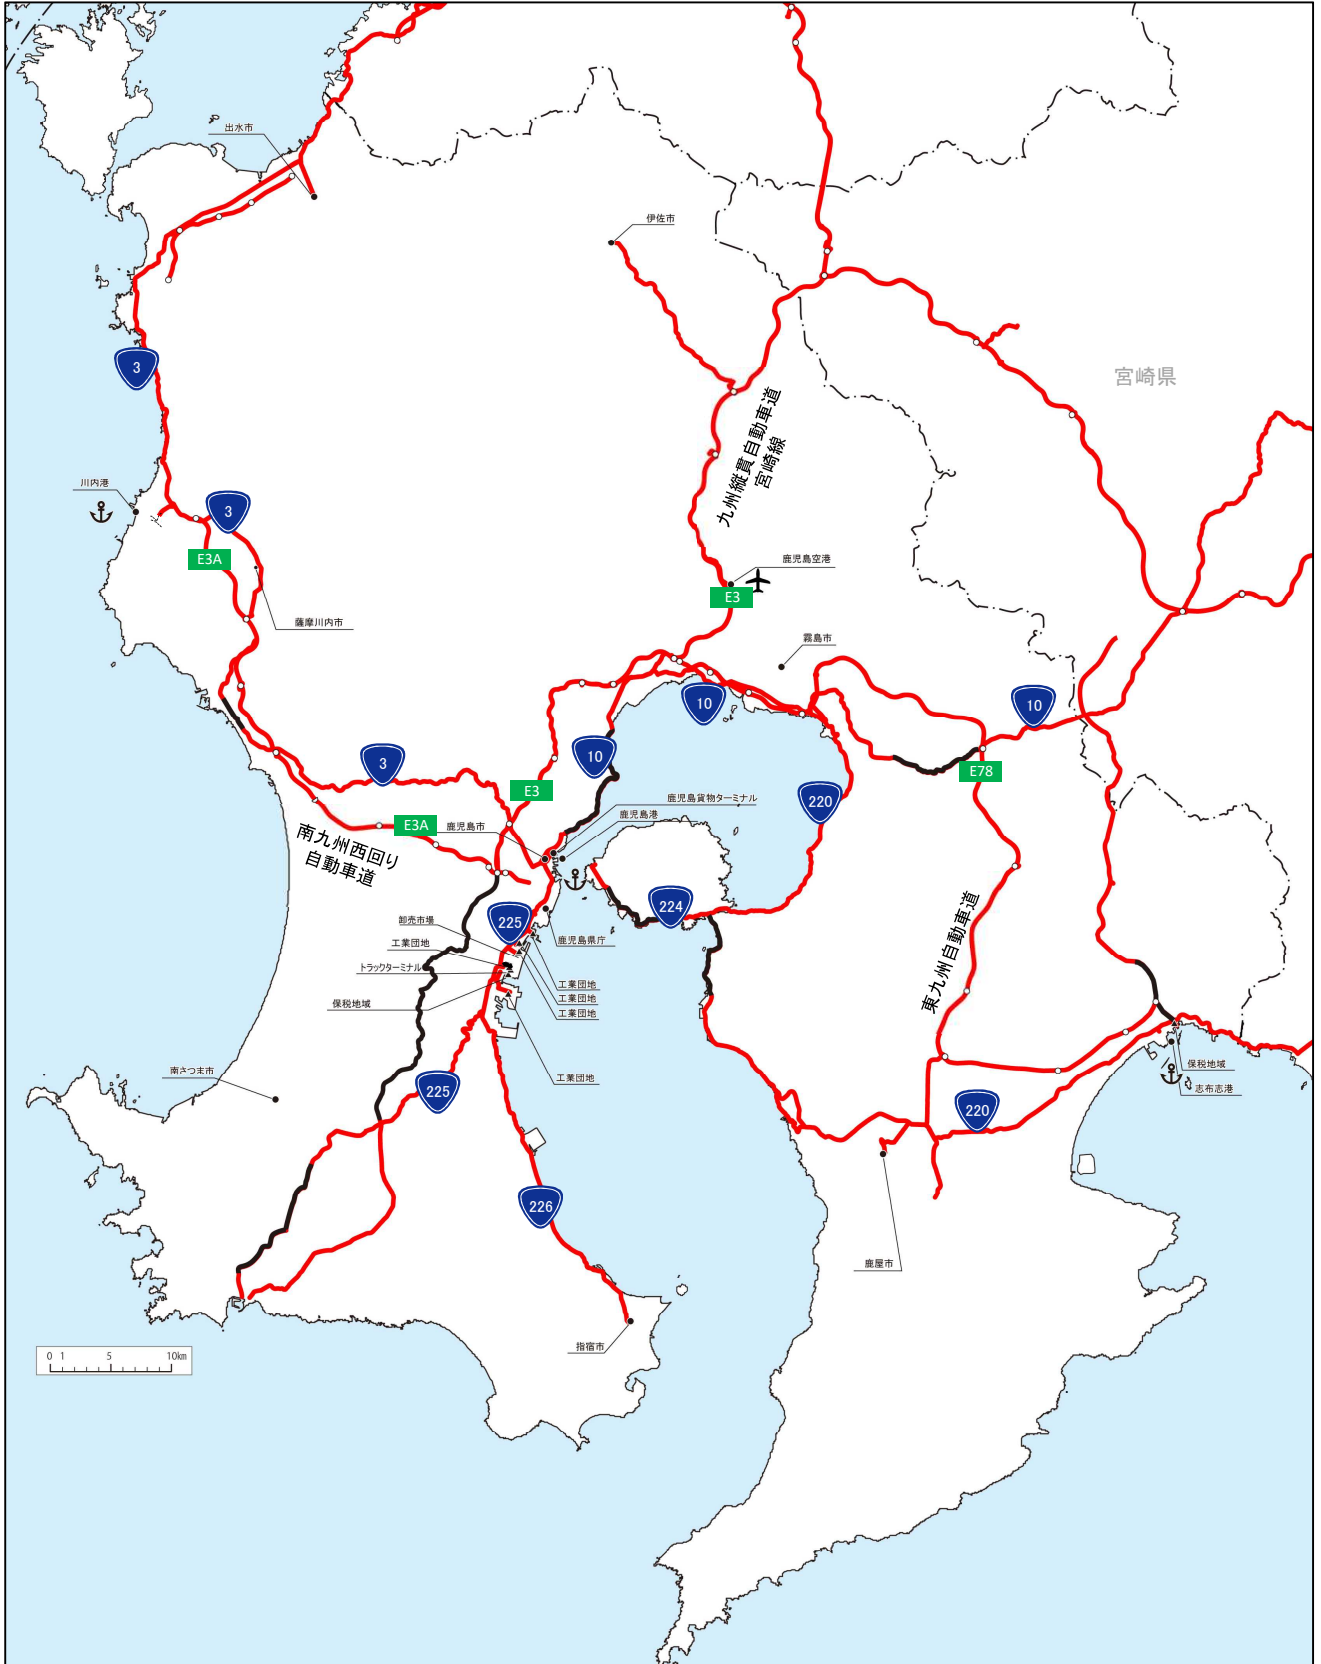 出水市
伊佐市
3
宮崎県
九州縦貫自動車道
宮崎線
川内港
3
E3A
鹿児島空港
E3
薩摩川内市
霧島市
10
10
10
3
E78
E3
鹿児島貨物ターミナル
220
鹿児島港
E3A
鹿児島市
南九州西回り
自動車道
224
225
卸売市場
鹿児島県庁
工業団地
トラックターミナル
東九州自動車道
工業団地
工業団地
工業団地
保税地域
保税地域
南さつま市
工業団地
志布志港
225
220
226
鹿屋市
指宿市
0 1 5 10km